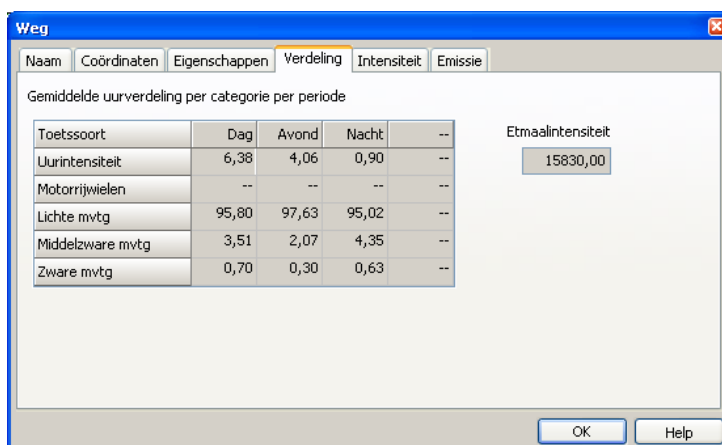 Weg
Naam Coördinaten Eigenschappen Verdeling Intensiteit Emissie
Gemiddelde uurverdeling per categorie per periode
Toetssoort Dag Avond Nacht -- Etmaalintensiteit
Uurintensiteit 6,38 4,06 0,90 -- 15830,00
Motorrijwielen -- -- -- --
Lichte mvtg 95,80 97,63 95,02 --
Middelzware mvtg 3,51 2,07 4,35 --
Zware mvtg 0,70 0,30 0,63 --
OK Help